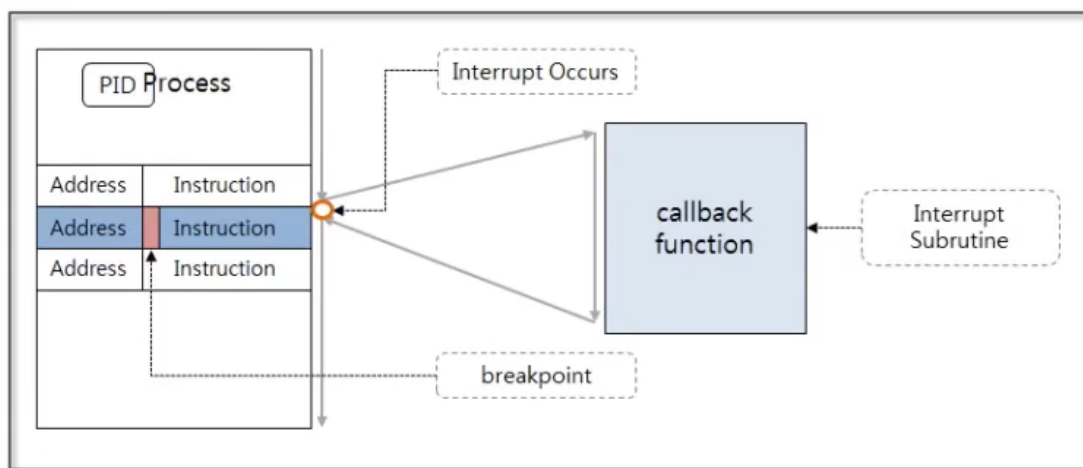 PID Process
Interrupt Occurs
Address Instruction
Address Instruction
Address Instruction
callback
function
Interrupt
Subrutine
breakpoint